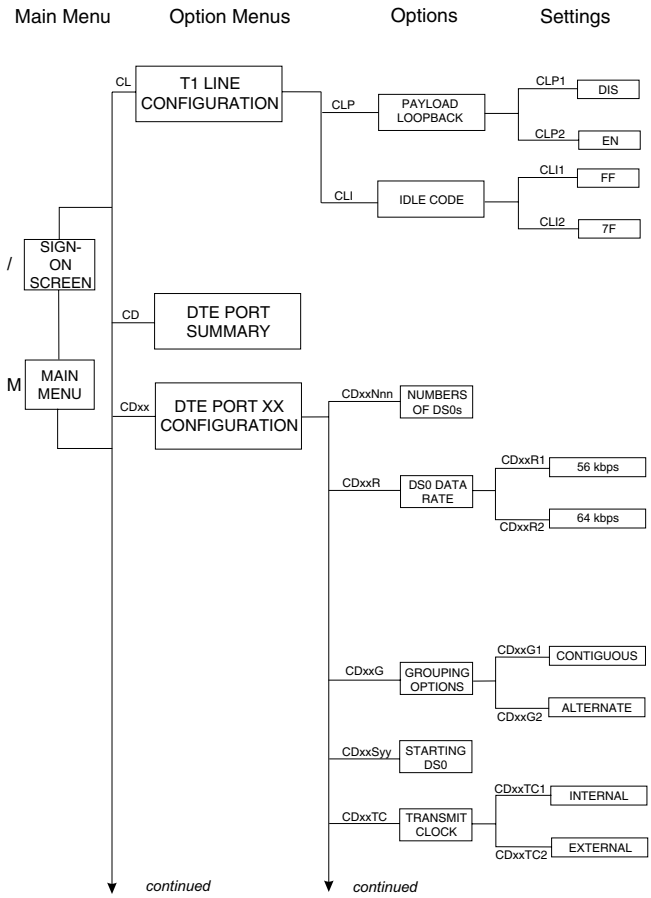 Main Menu
Option Menus
Options
Settings
CL
T1 LINE
CONFIGURATION
CLP
PAYLOAD
LOOPBACK
CLP1
DIS
CLP2
EN
CLI
IDLE CODE
CLI1
FF
CLI2
7F
/
SIGN-
ON
SCREEN
CD
DTE PORT
SUMMARY
M
MAIN
MENU
CDxx
DTE PORT XX
CONFIGURATION
CDxxNnn
NUMBERS
OF DS0s
CDxxR
DS0 DATA
RATE
CDxxR1
56 kbps
CDxxR2
64 kbps
CDxxG
GROUPING
OPTIONS
CDxxG1
CONTIGUOUS
CDxxG2
ALTERNATE
CDxxSyy
STARTING
DS0
CDxxTC
TRANSMIT
CLOCK
CDxxTC1
INTERNAL
CDxxTC2
EXTERNAL
continued
continued